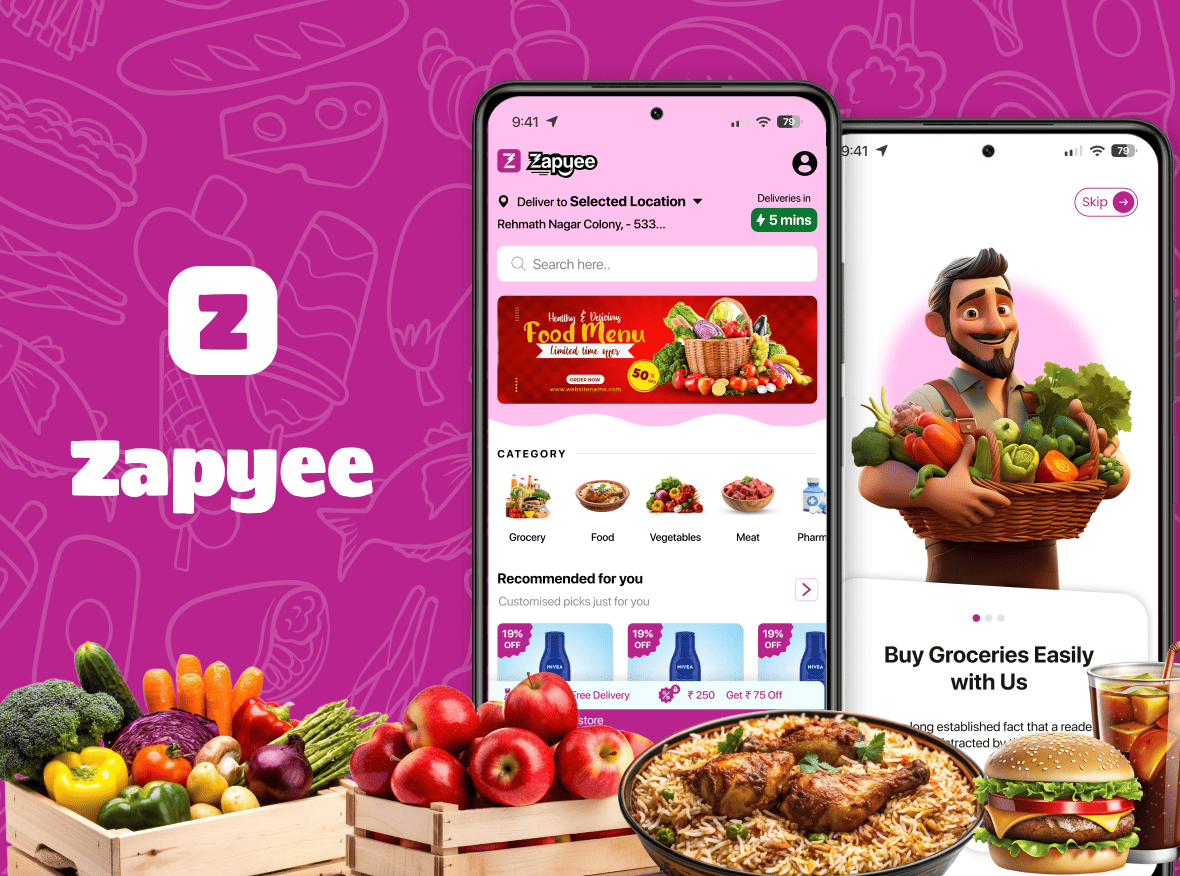 Z
Zapyee
9:41
79
Z Zapyee
Deliver to Selected Location
Deliveries in
5 mins
Rehmath Nagar Colony, - 533...
Search here..
Healthy & Delicious
Food Menu
Limited time offer
50%
ORDER NOW
www.websitename.com
CATEGORY
Grocery
Food
Vegetables
Meat
Pharm
Recommended for you
Customised picks just for you
19%
OFF
NIVEA
19%
OFF
NIVEA
19%
OFF
NIVEA
Free Delivery
% ₹ 250 Get ₹ 75 Off
store
9:41
79
Skip
Buy Groceries Easily
with Us
long established fact that a reade